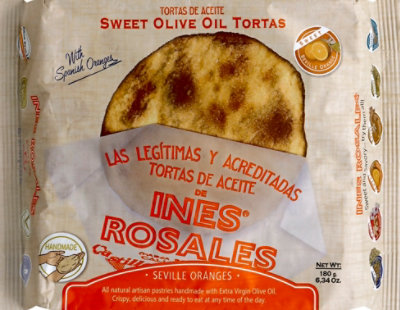 TORTAS DE ACEITE
SWEET OLIVE OIL TORTAS
With
Spanish Oranges
SWEET
SEVILLE ORANGES
LAS LEGÍTIMAS Y ACREDITADAS
TORTAS DE ACEITE
DE
INES®
ROSALES
HANDMADE
SEVILLE ORANGES
NET WT:
180 g
6,34 Oz.
All natural artisan pastries handmade with Extra Virgin Olive Oil.
Crispy, delicious and ready to eat at any time of the day.